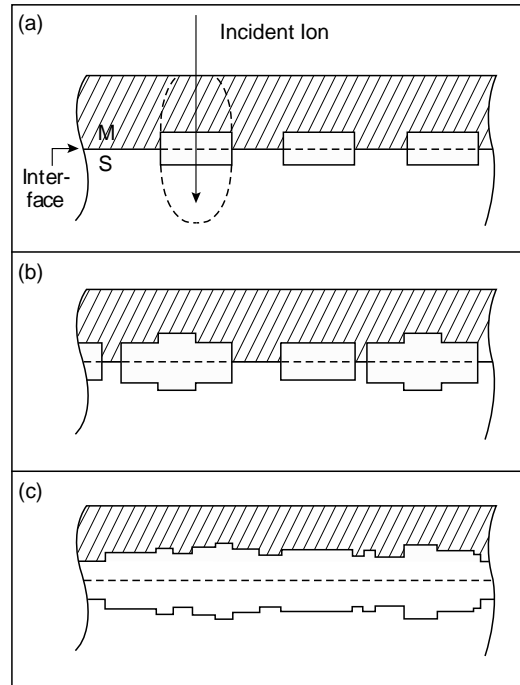 (a)
Incident Ion
M
S
Inter-
face
(b)
(c)